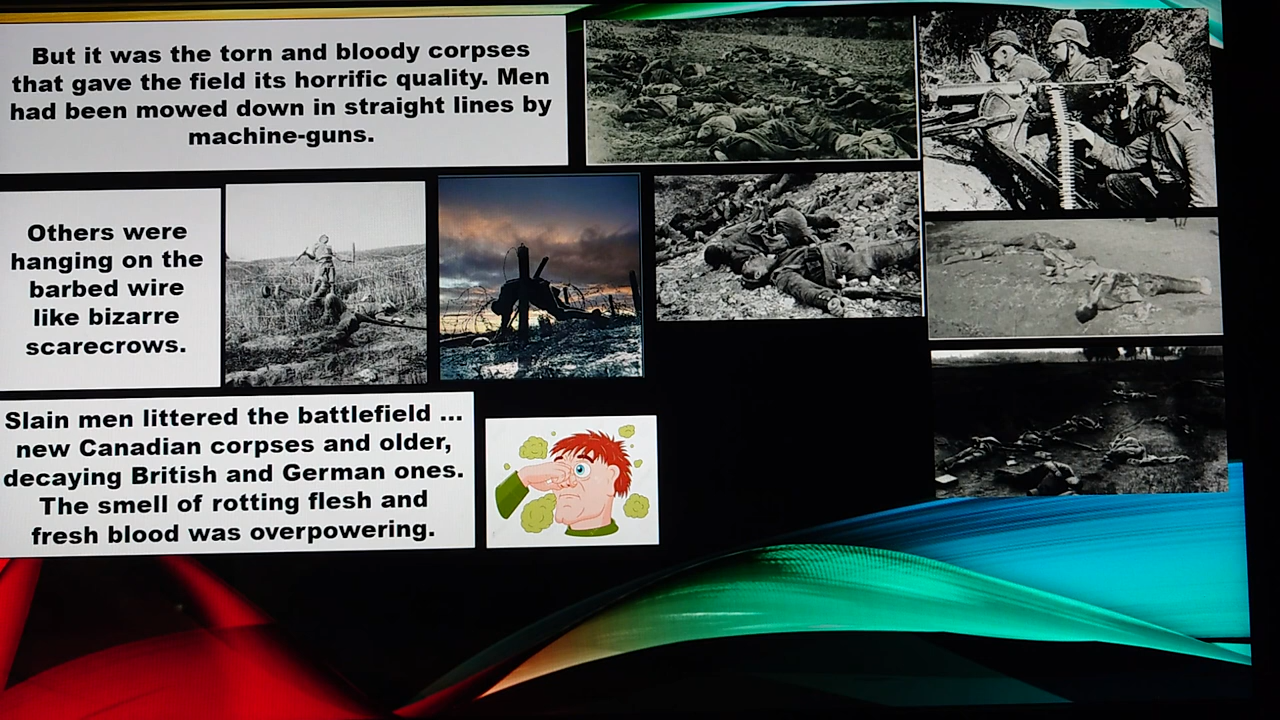 But it was the torn and bloody corpses
that gave the field its horrific quality. Men
had been mowed down in straight lines by
machine-guns.
Others were
hanging on the
barbed wire
like bizarre
scarecrows.
Slain men littered the battlefield ...
new Canadian corpses and older,
decaying British and German ones.
The smell of rotting flesh and
fresh blood was overpowering.